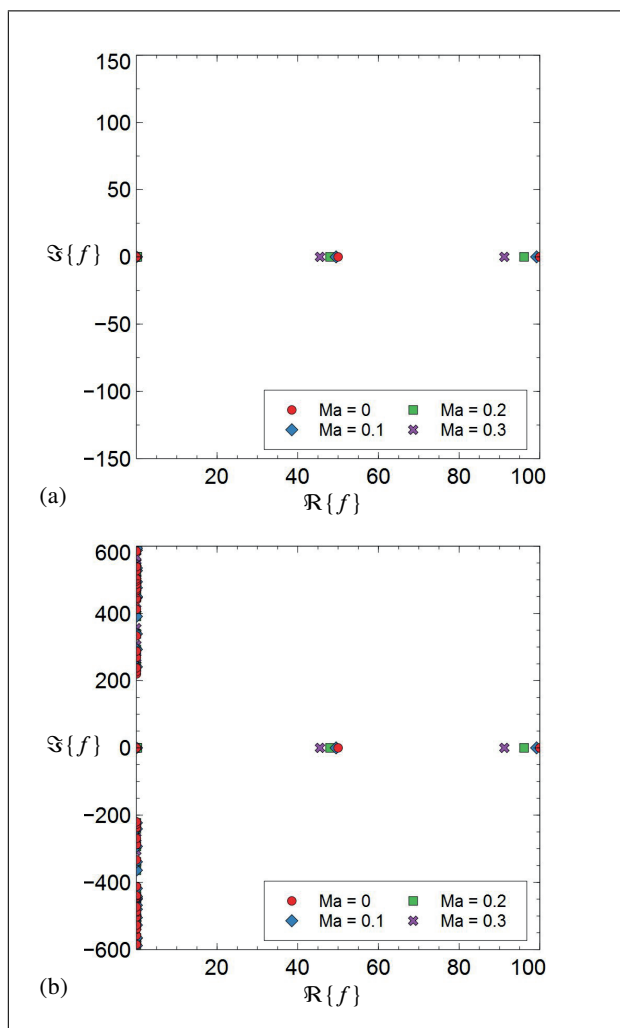 150
100
50
ℑ{f} 0
−50
−100
−150
Ma = 0 Ma = 0.2
Ma = 0.1 Ma = 0.3
20 40 60 80 100
(a) ℜ{f}
600
400
200
ℑ{f} 0
−200
−400
−600
Ma = 0 Ma = 0.2
Ma = 0.1 Ma = 0.3
20 40 60 80 100
(b) ℜ{f}